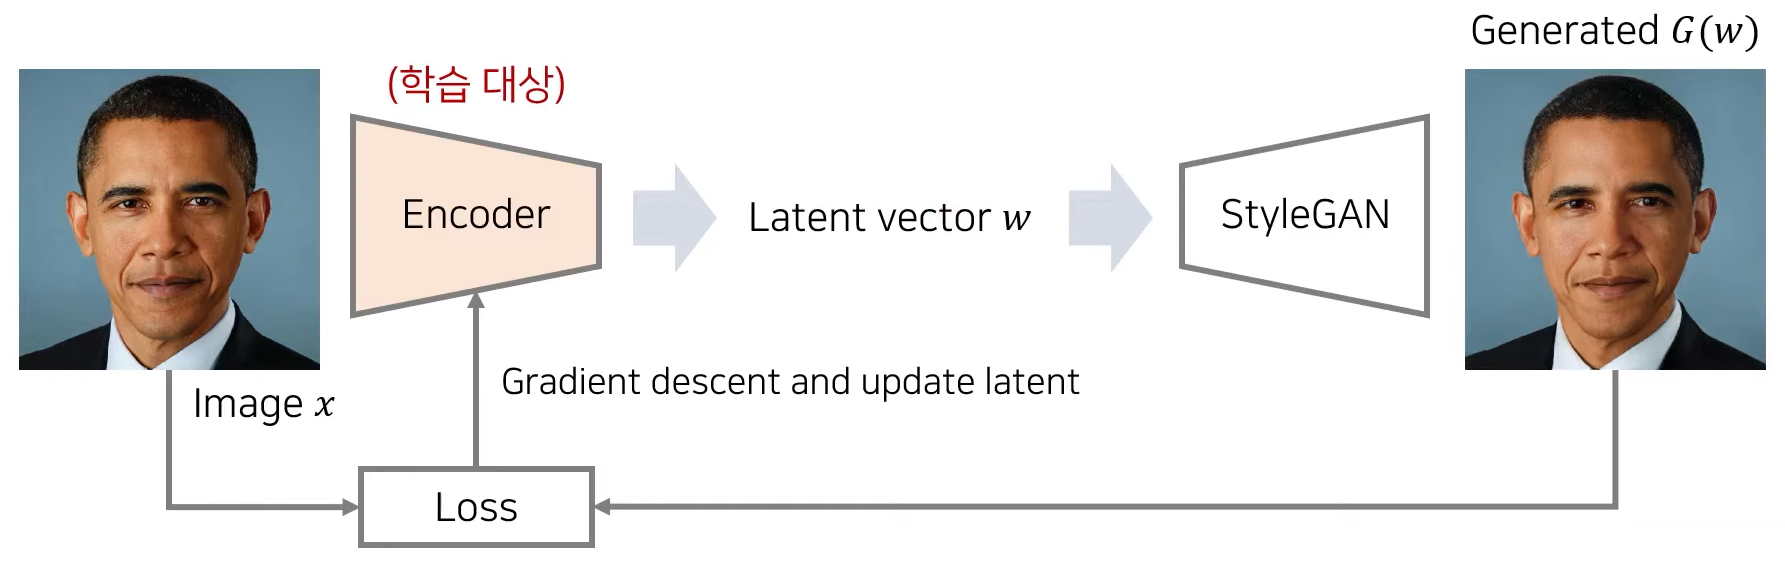 Generated G(w)
(학습 대상)
Encoder
Latent vector w
StyleGAN
Image x
Gradient descent and update latent
Loss